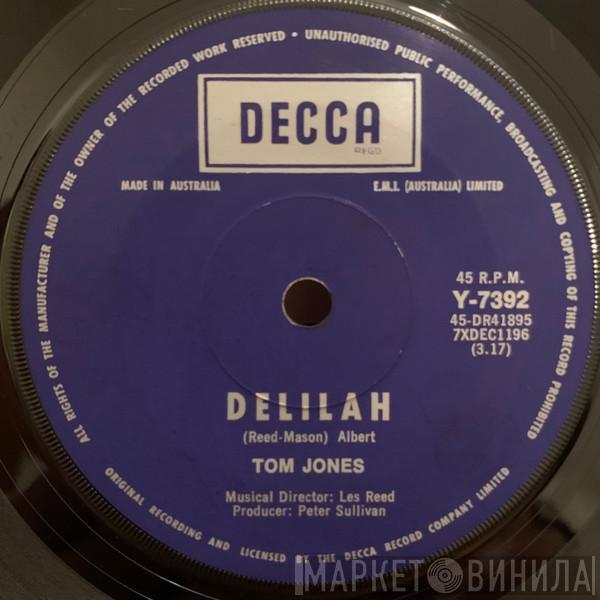 ALL RIGHTS OF THE MANUFACTURER AND OF THE OWNER OF THE RECORDED WORK RESERVED • UNAUTHORISED PUBLIC PERFORMANCE, BROADCASTING AND COPYING OF THIS RECORD PROHIBITED
DECCA
REGD
MADE IN AUSTRALIA
E.M.I. (AUSTRALIA) LIMITED
45 R.P.M.
Y-7392
45-DR41895
7XDEC1196
(3.17)
DELILAH
(Reed-Mason) Albert
TOM JONES
Musical Director: Les Reed
Producer: Peter Sullivan
ORIGINAL RECORDING AND LICENSED BY THE DECCA RECORD COMPANY LIMITED
МАРКЕТ ВИНИЛА